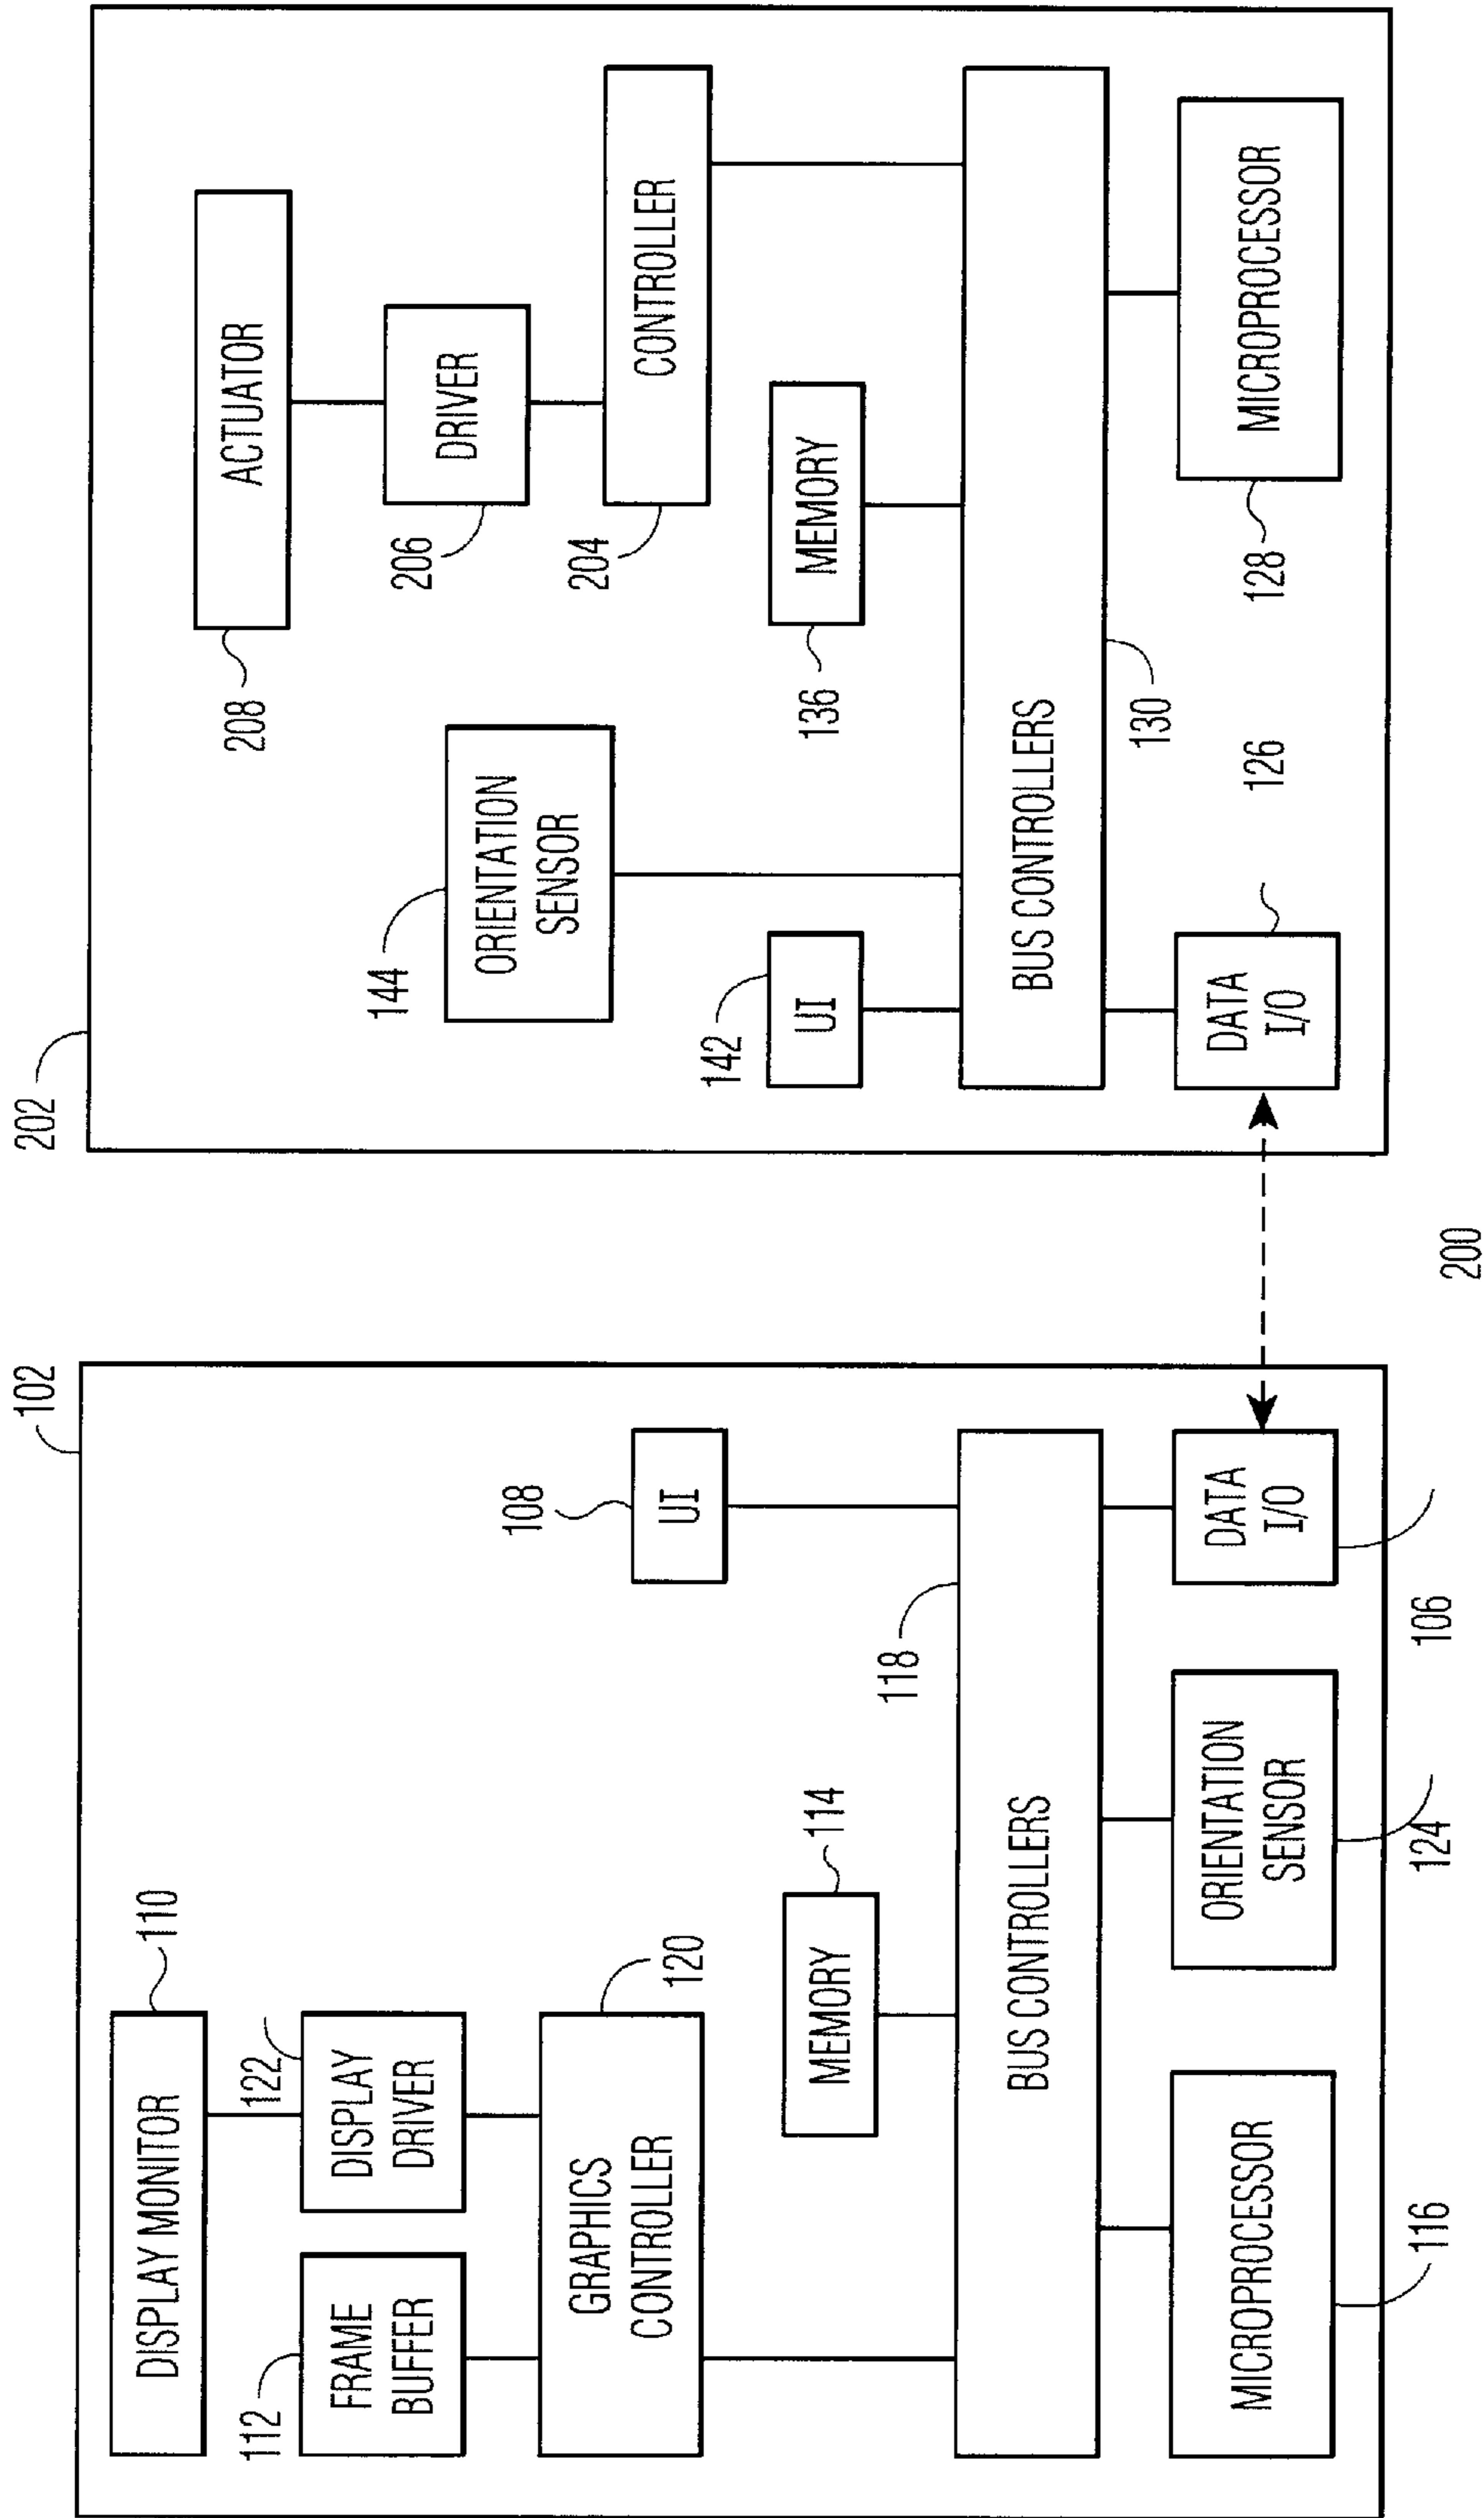 102
DISPLAY MONITOR
110
112
FRAME
BUFFER
122
DISPLAY
DRIVER
GRAPHICS
CONTROLLER
120
108
UI
MEMORY
114
118
BUS CONTROLLERS
MICROPROCESSOR
116
ORIENTATION
SENSOR
124
DATA
I/O
106
200
202
208
ACTUATOR
144
ORIENTATION
SENSOR
206
DRIVER
204
CONTROLLER
142
UI
136
MEMORY
BUS CONTROLLERS
130
DATA
I/O
126
128
MICROPROCESSOR